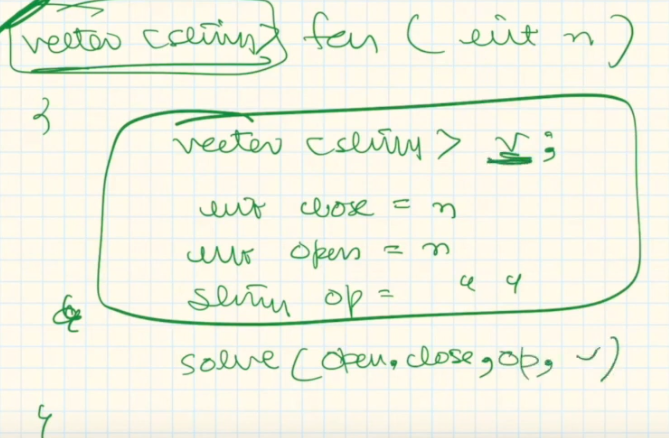 vector <string> fun ( int n )
{
vector <string> v ;
int close = n
int open = n
string op = " "
solve ( open, close, op, v )
}